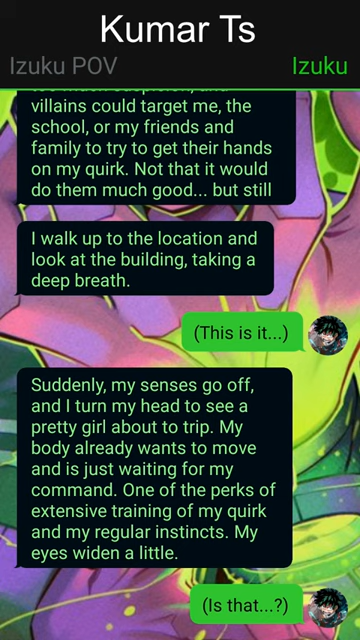 Kumar Ts
Izuku POV
Izuku
villains could target me, the
school, or my friends and
family to try to get their hands
on my quirk. Not that it would
do them much good... but still
I walk up to the location and
look at the building, taking a
deep breath.
(This is it...)
Suddenly, my senses go off,
and I turn my head to see a
pretty girl about to trip. My
body already wants to move
and is just waiting for my
command. One of the perks of
extensive training of my quirk
and my regular instincts. My
eyes widen a little.
(Is that...?)